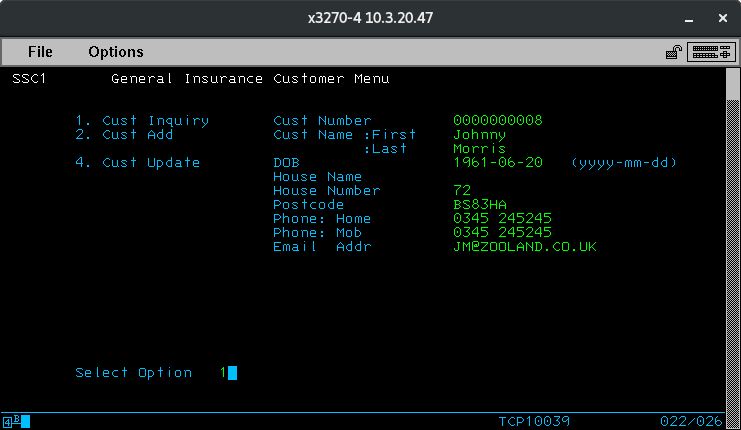 x3270-4 10.3.20.47
File Options
SSC1 General Insurance Customer Menu
1. Cust Inquiry Cust Number 0000000008
2. Cust Add Cust Name :First Johnny
:Last Morris
4. Cust Update DOB 1961-06-20 (yyyy-mm-dd)
House Name
House Number 72
Postcode BS83HA
Phone: Home 0345 245245
Phone: Mob 0345 245245
Email Addr JM@ZOOLAND.CO.UK
Select Option 1
4 B TCP10039 022/026